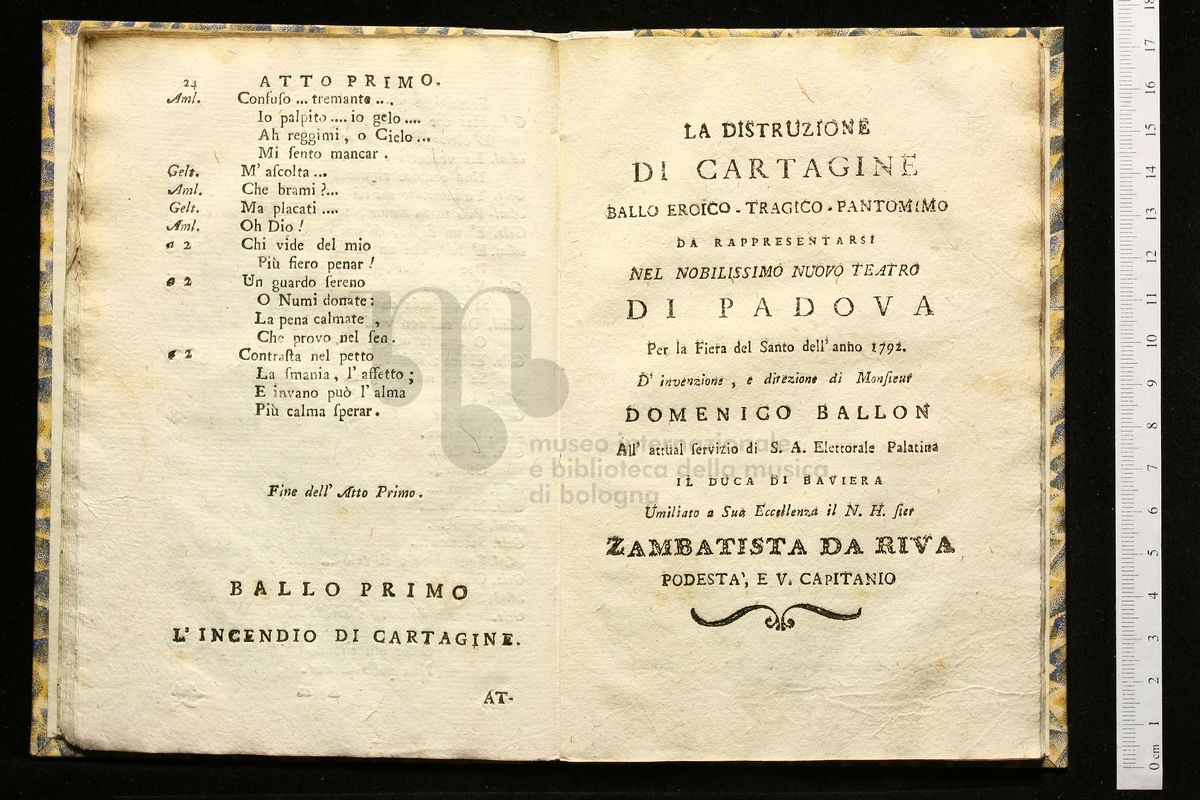 24 ATTO PRIMO.
Aml. Confuſo ... tremante ....
Io palpito .... io gelo ....
Ah reggimi, o Cielo ...
Mi ſento mancar.
Gelt. M' aſcolta ...
Aml. Che brami?...
Gelt. Ma placati ....
Aml. Oh Dio!
a 2 Chi vide del mio
Più fiero penar!
a 2 Un guardo ſereno
O Numi donate:
La pena calmate,
Che provo nel ſen.
a 2 Contraſta nel petto
La ſmania, l' affetto;
E invano può l' alma
Più calma ſperar.
Fine dell' Atto Primo.
BALLO PRIMO
L'INCENDIO DI CARTAGINE.
AT-
LA DISTRUZIONE
DI CARTAGINE
BALLO EROICO-TRAGICO-PANTOMIMO
DA RAPPRESENTARSI
NEL NOBILISSIMO NUOVO TEATRO
DI PADOVA
Per la Fiera del Santo dell' anno 1792.
D' invenzione, e direzione di Monſieur
DOMENICO BALLON
All' attual ſervizio di S. A. Elettorale Palatina
IL DUCA DI BAVIERA
Umiliato a Sua Eccellenza il N. H. ſier
ZAMBATISTA DA RIVA
PODESTA', E V. CAPITANIO
museo internazionale
e biblioteca della musica
di bologna
0 cm 1 2 3 4 5 6 7 8 9 10 11 12 13 14 15 16 17 18